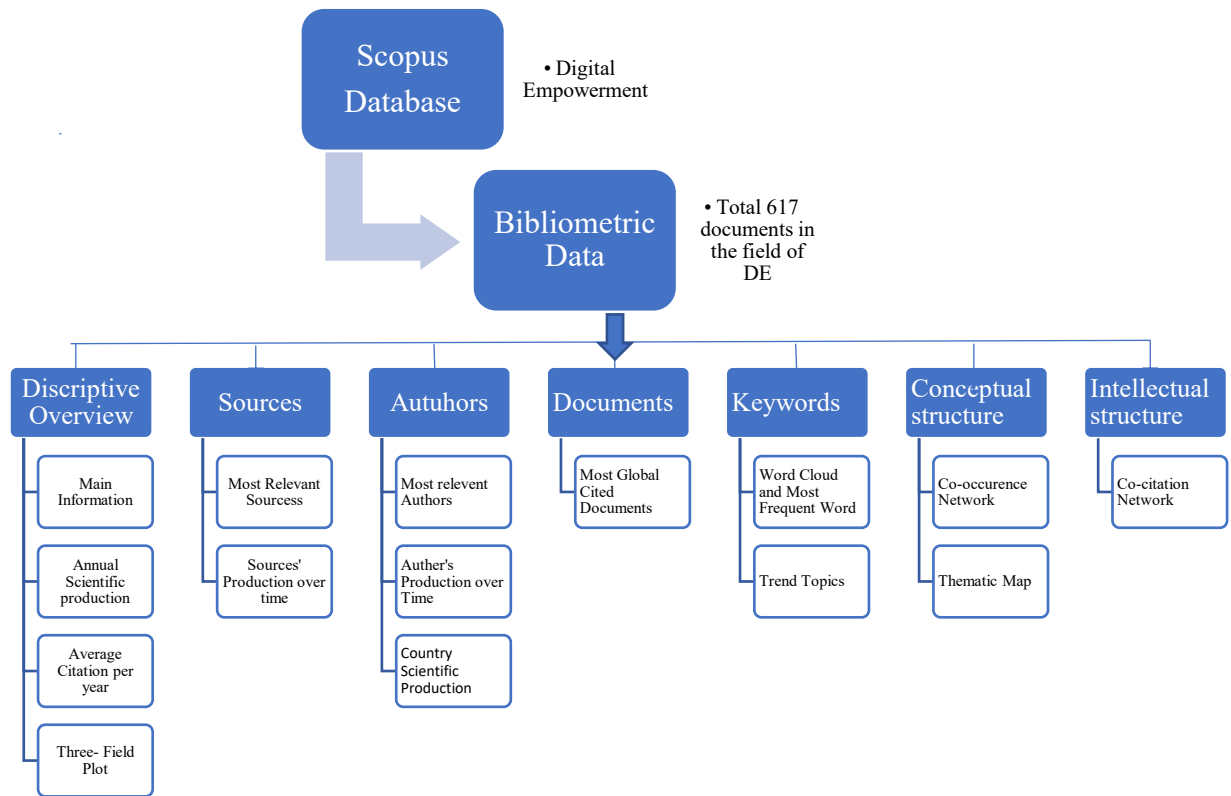 Scopus
Database
• Digital
Empowerment
Bibliometric
Data
• Total 617
documents in
the field of
DE
Discriptive
Overview
Main
Information
Annual
Scientific
production
Average
Citation per
year
Three- Field
Plot
Sources
Most Relevant
Sourcess
Sources'
Production over
time
Autuhors
Most relevent
Authors
Auther's
Production over
Time
Country
Scientific
Production
Documents
Most Global
Cited
Documents
Keywords
Word Cloud
and Most
Frequent Word
Trend Topics
Conceptual
structure
Co-occurence
Network
Thematic Map
Intellectual
structure
Co-citation
Network